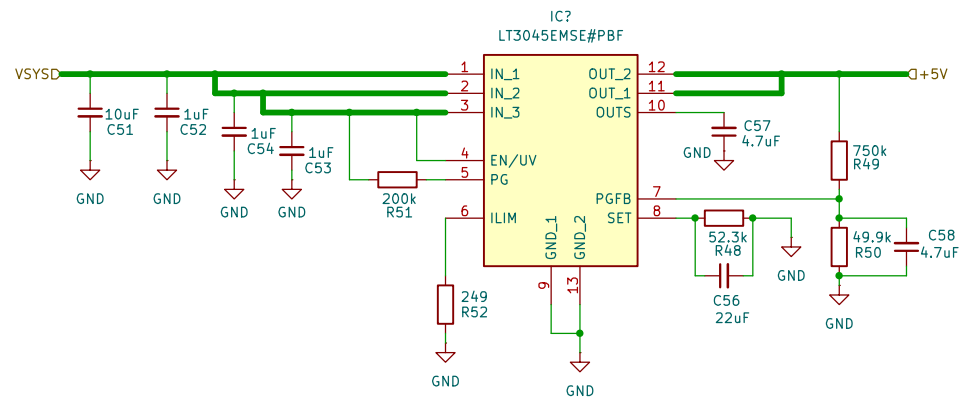 IC?
LT3045EMSE#PBF
VSYS
1
IN_1
OUT_2
12
+5V
2
IN_2
OUT_1
11
3
IN_3
OUTS
10
10uF
C51
1uF
C52
1uF
C54
1uF
C53
C57
4.7uF
GND
750k
R49
4
EN/UV
5
PG
200k
R51
GND
GND
GND
GND
PGFB
7
6
ILIM
SET
8
GND_1
GND_2
52.3k
R48
49.9k
R50
C58
4.7uF
GND
9
13
C56
22uF
249
R52
GND
GND
GND